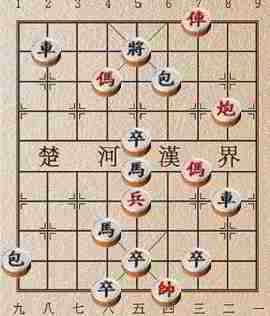 1 2 3 4 5 6 7 8 9
俥
車 將
傌 包
炮
卒
楚 河 漢 界
馬 傌
兵 車
馬
包 卒 卒
卒 帥
九 八 七 六 五 四 三 二 一